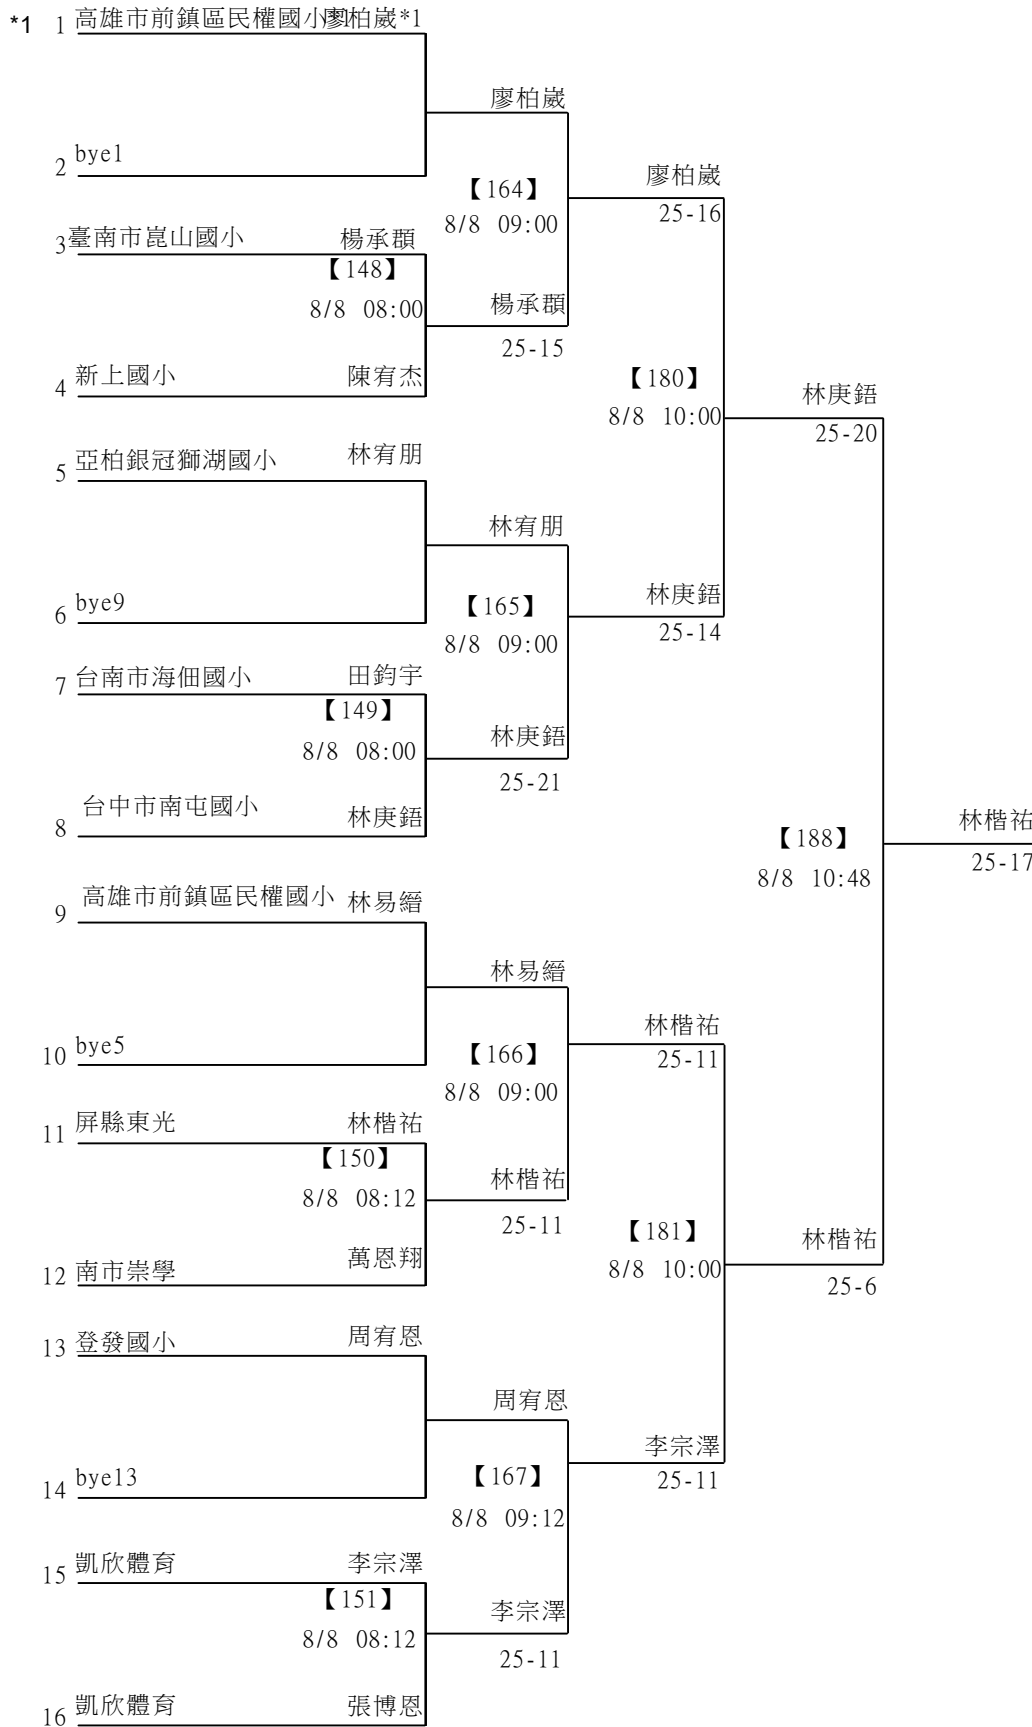 *1 1 高雄市前鎮區民權國小*1 廖柏崴*1
廖柏崴
2 bye1
【164】
8/8 09:00
廖柏崴
25-16
3 臺南市崑山國小 楊承頵
【148】
8/8 08:00
楊承頵
25-15
4 新上國小 陳宥杰
【180】
8/8 10:00
林庚鋙
25-20
5 亞柏銀冠獅湖國小 林宥朋
林宥朋
6 bye9
【165】
8/8 09:00
林庚鋙
25-14
7 台南市海佃國小 田鈞宇
【149】
8/8 08:00
林庚鋙
25-21
8 台中市南屯國小 林庚鋙
【188】
8/8 10:48
林楷祐
25-17
9 高雄市前鎮區民權國小 林易縉
林易縉
10 bye5
【166】
8/8 09:00
林楷祐
25-11
11 屏縣東光 林楷祐
【150】
8/8 08:12
林楷祐
25-11
12 南市崇學 萬恩翔
【181】
8/8 10:00
林楷祐
25-6
13 登發國小 周宥恩
周宥恩
14 bye13
【167】
8/8 09:12
李宗澤
25-11
15 凱欣體育 李宗澤
【151】
8/8 08:12
李宗澤
25-11
16 凱欣體育 張博恩